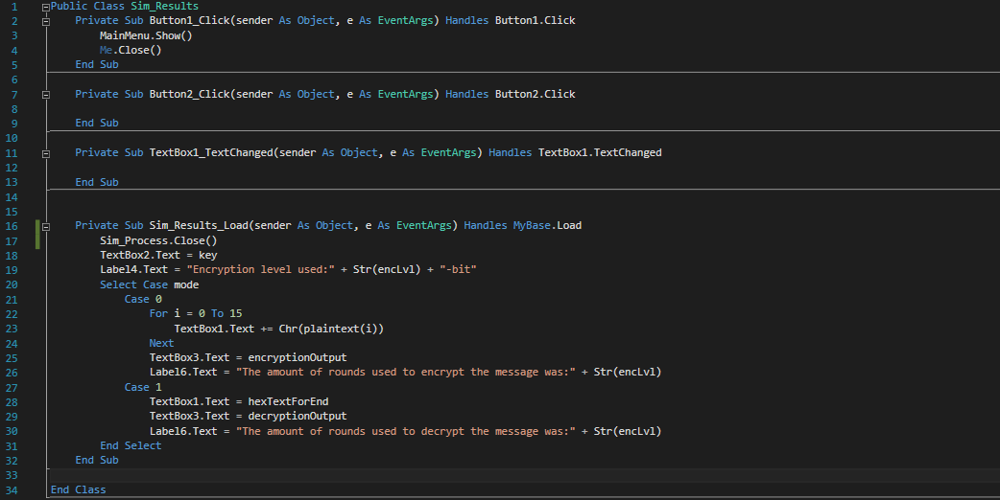 1 Public Class Sim_Results
2     Private Sub Button1_Click(sender As Object, e As EventArgs) Handles Button1.Click
3         MainMenu.Show()
4         Me.Close()
5     End Sub
6
7     Private Sub Button2_Click(sender As Object, e As EventArgs) Handles Button2.Click
8
9     End Sub
10
11     Private Sub TextBox1_TextChanged(sender As Object, e As EventArgs) Handles TextBox1.TextChanged
12
13     End Sub
14
15
16     Private Sub Sim_Results_Load(sender As Object, e As EventArgs) Handles MyBase.Load
17         Sim_Process.Close()
18         TextBox2.Text = key
19         Label4.Text = "Encryption level used:" + Str(encLvl) + "-bit"
20         Select Case mode
21             Case 0
22                 For i = 0 To 15
23                     TextBox1.Text += Chr(plaintext(i))
24                 Next
25                 TextBox3.Text = encryptionOutput
26                 Label6.Text = "The amount of rounds used to encrypt the message was:" + Str(encLvl)
27             Case 1
28                 TextBox1.Text = hexTextForEnd
29                 TextBox3.Text = decryptionOutput
30                 Label6.Text = "The amount of rounds used to decrypt the message was:" + Str(encLvl)
31         End Select
32     End Sub
33
34 End Class